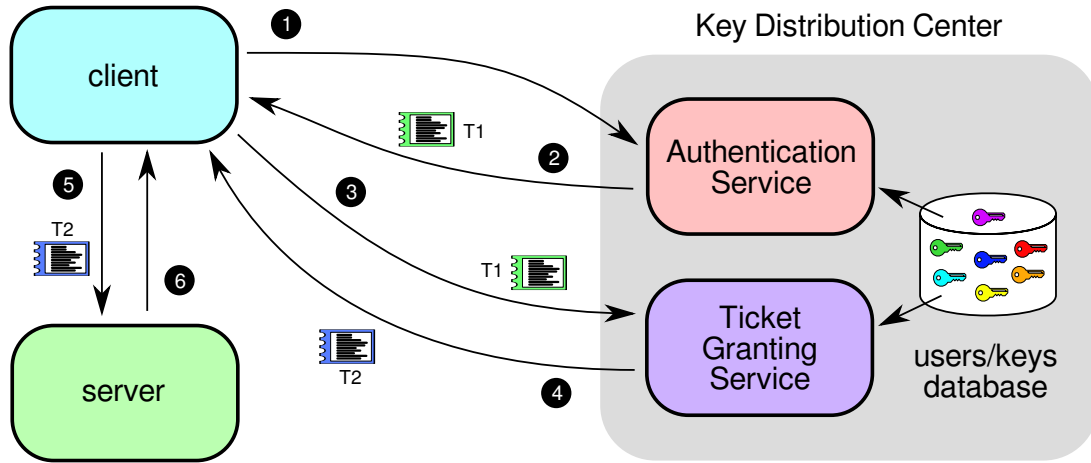 1
Key Distribution Center
client
T1
Authentication
Service
2
5
3
T2
6
T1
Ticket
Granting
Service
T2
4
server
users/keys
database